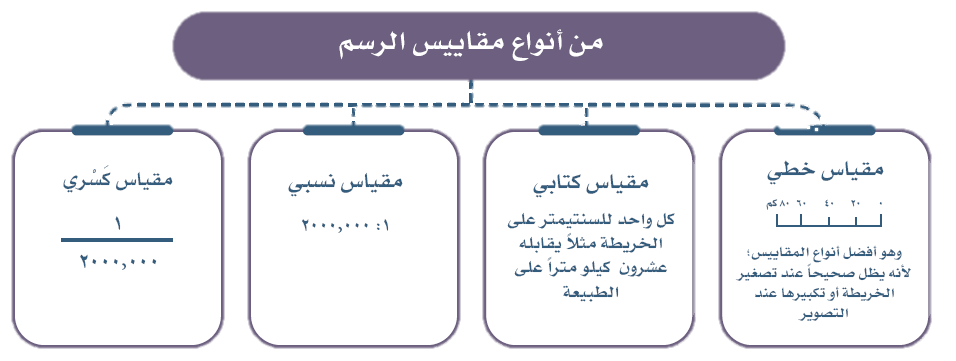 من أنواع مقاييس الرسم
مقياس خطي
٠ ٢٠ ٤٠ ٦٠ ٨٠ كم
وهو أفضل أنواع المقاييس؛
لأنه يظل صحيحاً عند تصغير
الخريطة أو تكبيرها عند
التصوير
مقياس كتابي
كل واحد للسنتيمتر على
الخريطة مثلاً يقابله
عشرون كيلو متراً على
الطبيعة
مقياس نسبي
١: ٢٠٠٠,٠٠٠
مقياس كَسْري
١
٢٠٠٠,٠٠٠